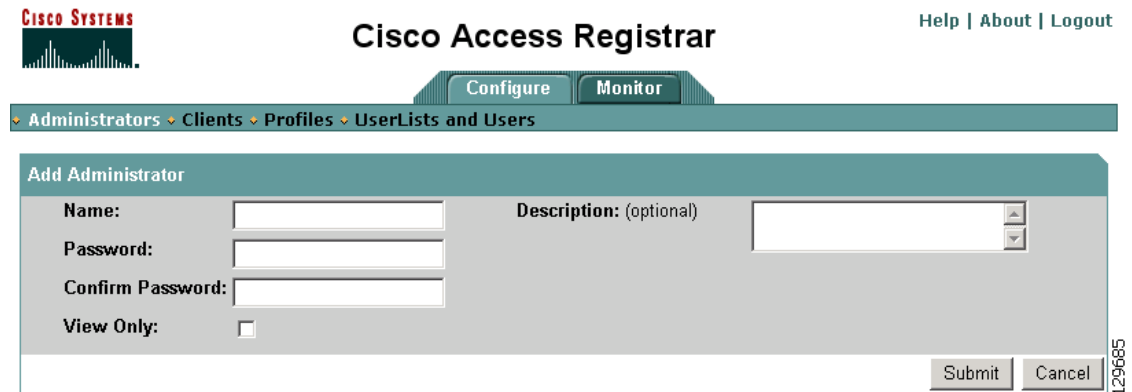 CISCO SYSTEMS
Cisco Access Registrar
Help | About | Logout
Configure
Monitor
Administrators Clients Profiles UserLists and Users
Add Administrator
Name:
Description: (optional)
Password:
Confirm Password:
View Only:
Submit
Cancel
129685